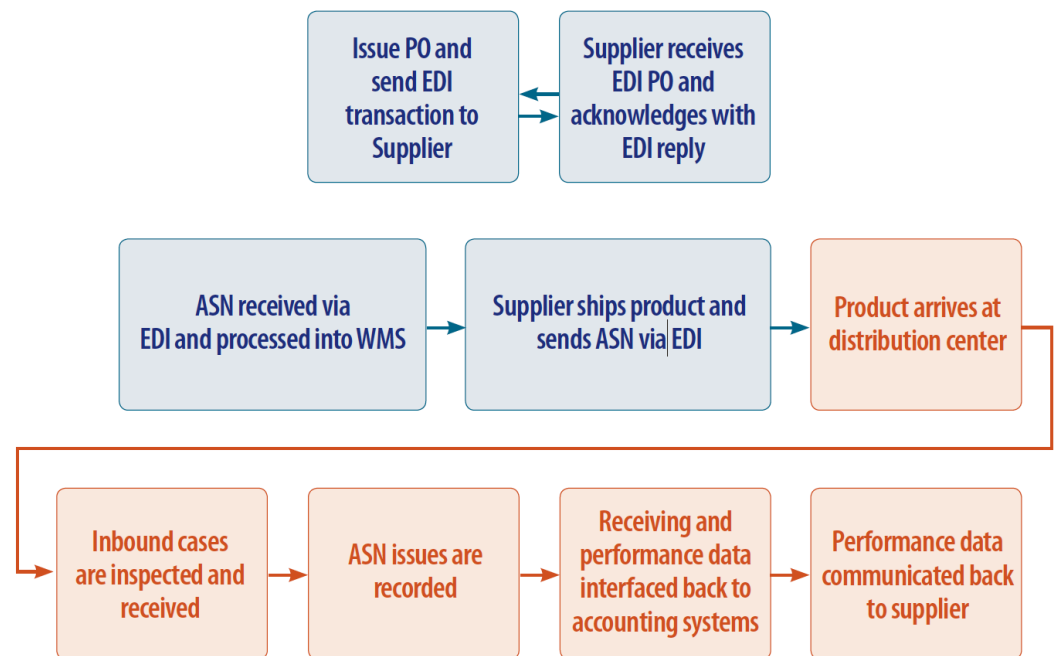 Issue PO and
send EDI
transaction to
Supplier
Supplier receives
EDI PO and
acknowledges with
EDI reply
ASN received via
EDI and processed into WMS
Supplier ships product and
sends ASN via EDI
Product arrives at
distribution center
Inbound cases
are inspected and
received
ASN issues are
recorded
Receiving and
performance data
interfaced back to
accounting systems
Performance data
communicated back
to supplier